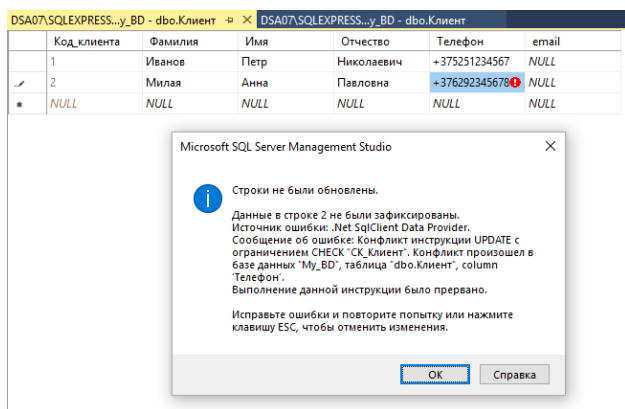 DSA07\SQLEXPRESS...y_BD - dbo.Клиент DSA07\SQLEXPRESS...y_BD - dbo.Клиент
Код_клиента Фамилия Имя Отчество Телефон email
1 Иванов Петр Николаевич +375251234567 NULL
2 Милая Анна Павловна +376292345678 NULL
NULL NULL NULL NULL NULL NULL
Microsoft SQL Server Management Studio
Строки не были обновлены.
Данные в строке 2 не были зафиксированы.
Источник ошибки: .Net SqlClient Data Provider.
Сообщение об ошибке: Конфликт инструкции UPDATE с
ограничением CHECK "CK_Клиент". Конфликт произошел в
базе данных "My_BD", таблица "dbo.Клиент", column
'Телефон'.
Выполнение данной инструкции было прервано.
Исправьте ошибки и повторите попытку или нажмите
клавишу ESC, чтобы отменить изменения.
OK Справка